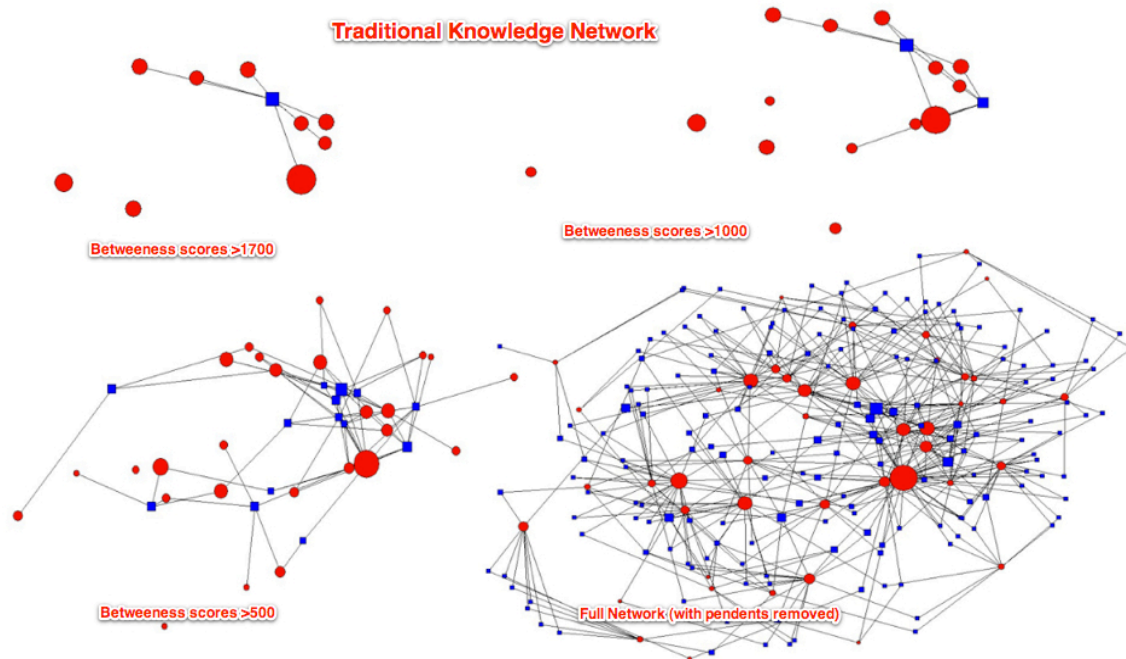 Traditional Knowledge Network
Betweeness scores >1700
Betweeness scores >1000
Betweeness scores >500
Full Network (with pendents removed)